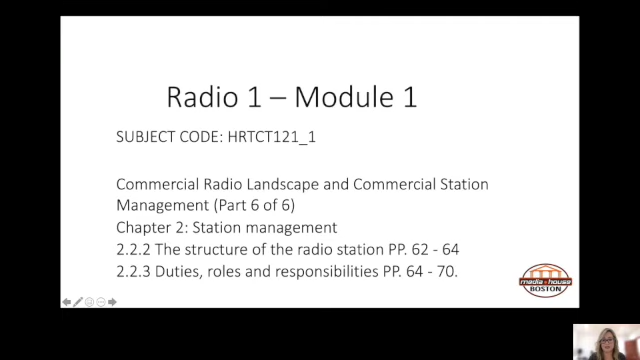 Radio 1 – Module 1
SUBJECT CODE: HRTCT121_1
Commercial Radio Landscape and Commercial Station
Management (Part 6 of 6)
Chapter 2: Station management
2.2.2 The structure of the radio station PP. 62 - 64
2.2.3 Duties, roles and responsibilities PP. 64 - 70.
media house
BOSTON